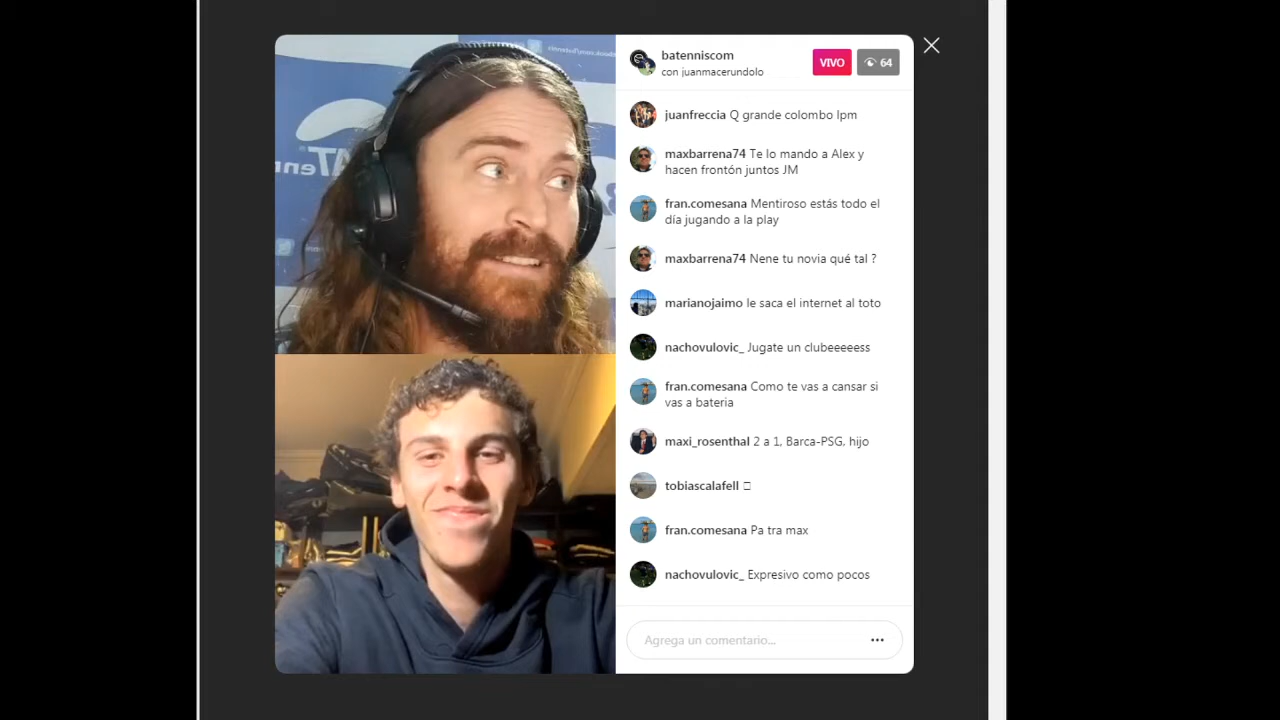 batenniscom
con juanmacerundolo
VIVO
64
juanfreccia Q grande colombo lpm
maxbarrena74 Te lo mando a Alex y
hacen frontón juntos JM
fran.comesana Mentiroso estás todo el
día jugando a la play
maxbarrena74 Nene tu novia qué tal ?
marianojaimo le saca el internet al toto
nachovulovic_ Jugate un clubeeeeess
fran.comesana Como te vas a cansar si
vas a bateria
maxi_rosenthal 2 a 1, Barca-PSG, hijo
tobiascalafell
fran.comesana Pa tra max
nachovulovic_ Expresivo como pocos
Agrega un comentario...